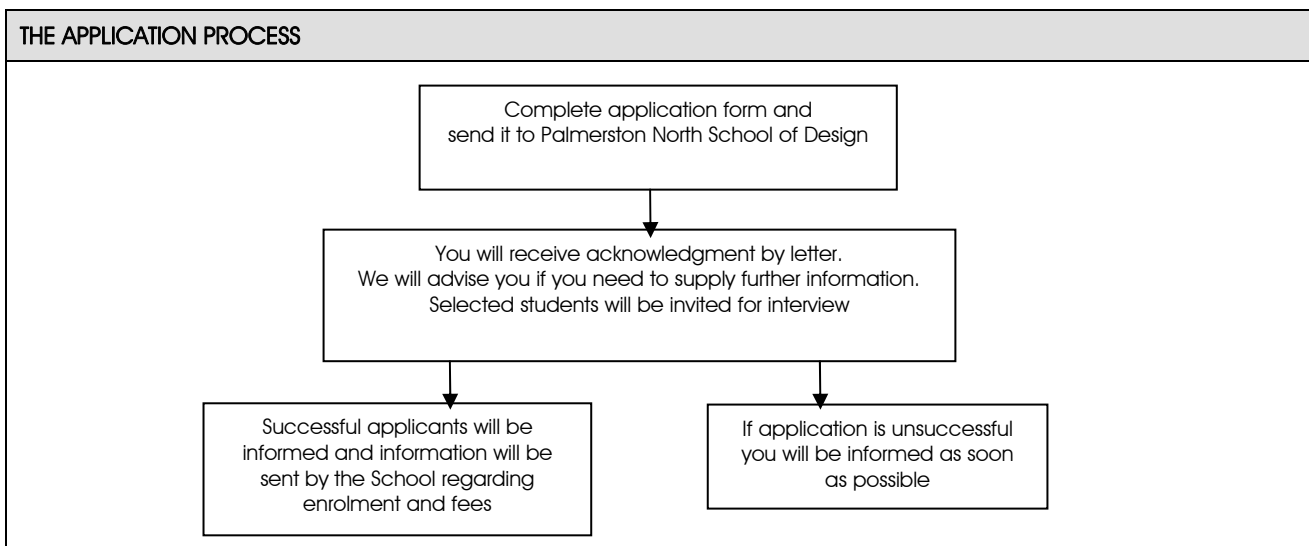 THE APPLICATION PROCESS
Complete application form and
send it to Palmerston North School of Design
You will receive acknowledgment by letter.
We will advise you if you need to supply further information.
Selected students will be invited for interview
Successful applicants will be
informed and information will be
sent by the School regarding
enrolment and fees
If application is unsuccessful
you will be informed as soon
as possible